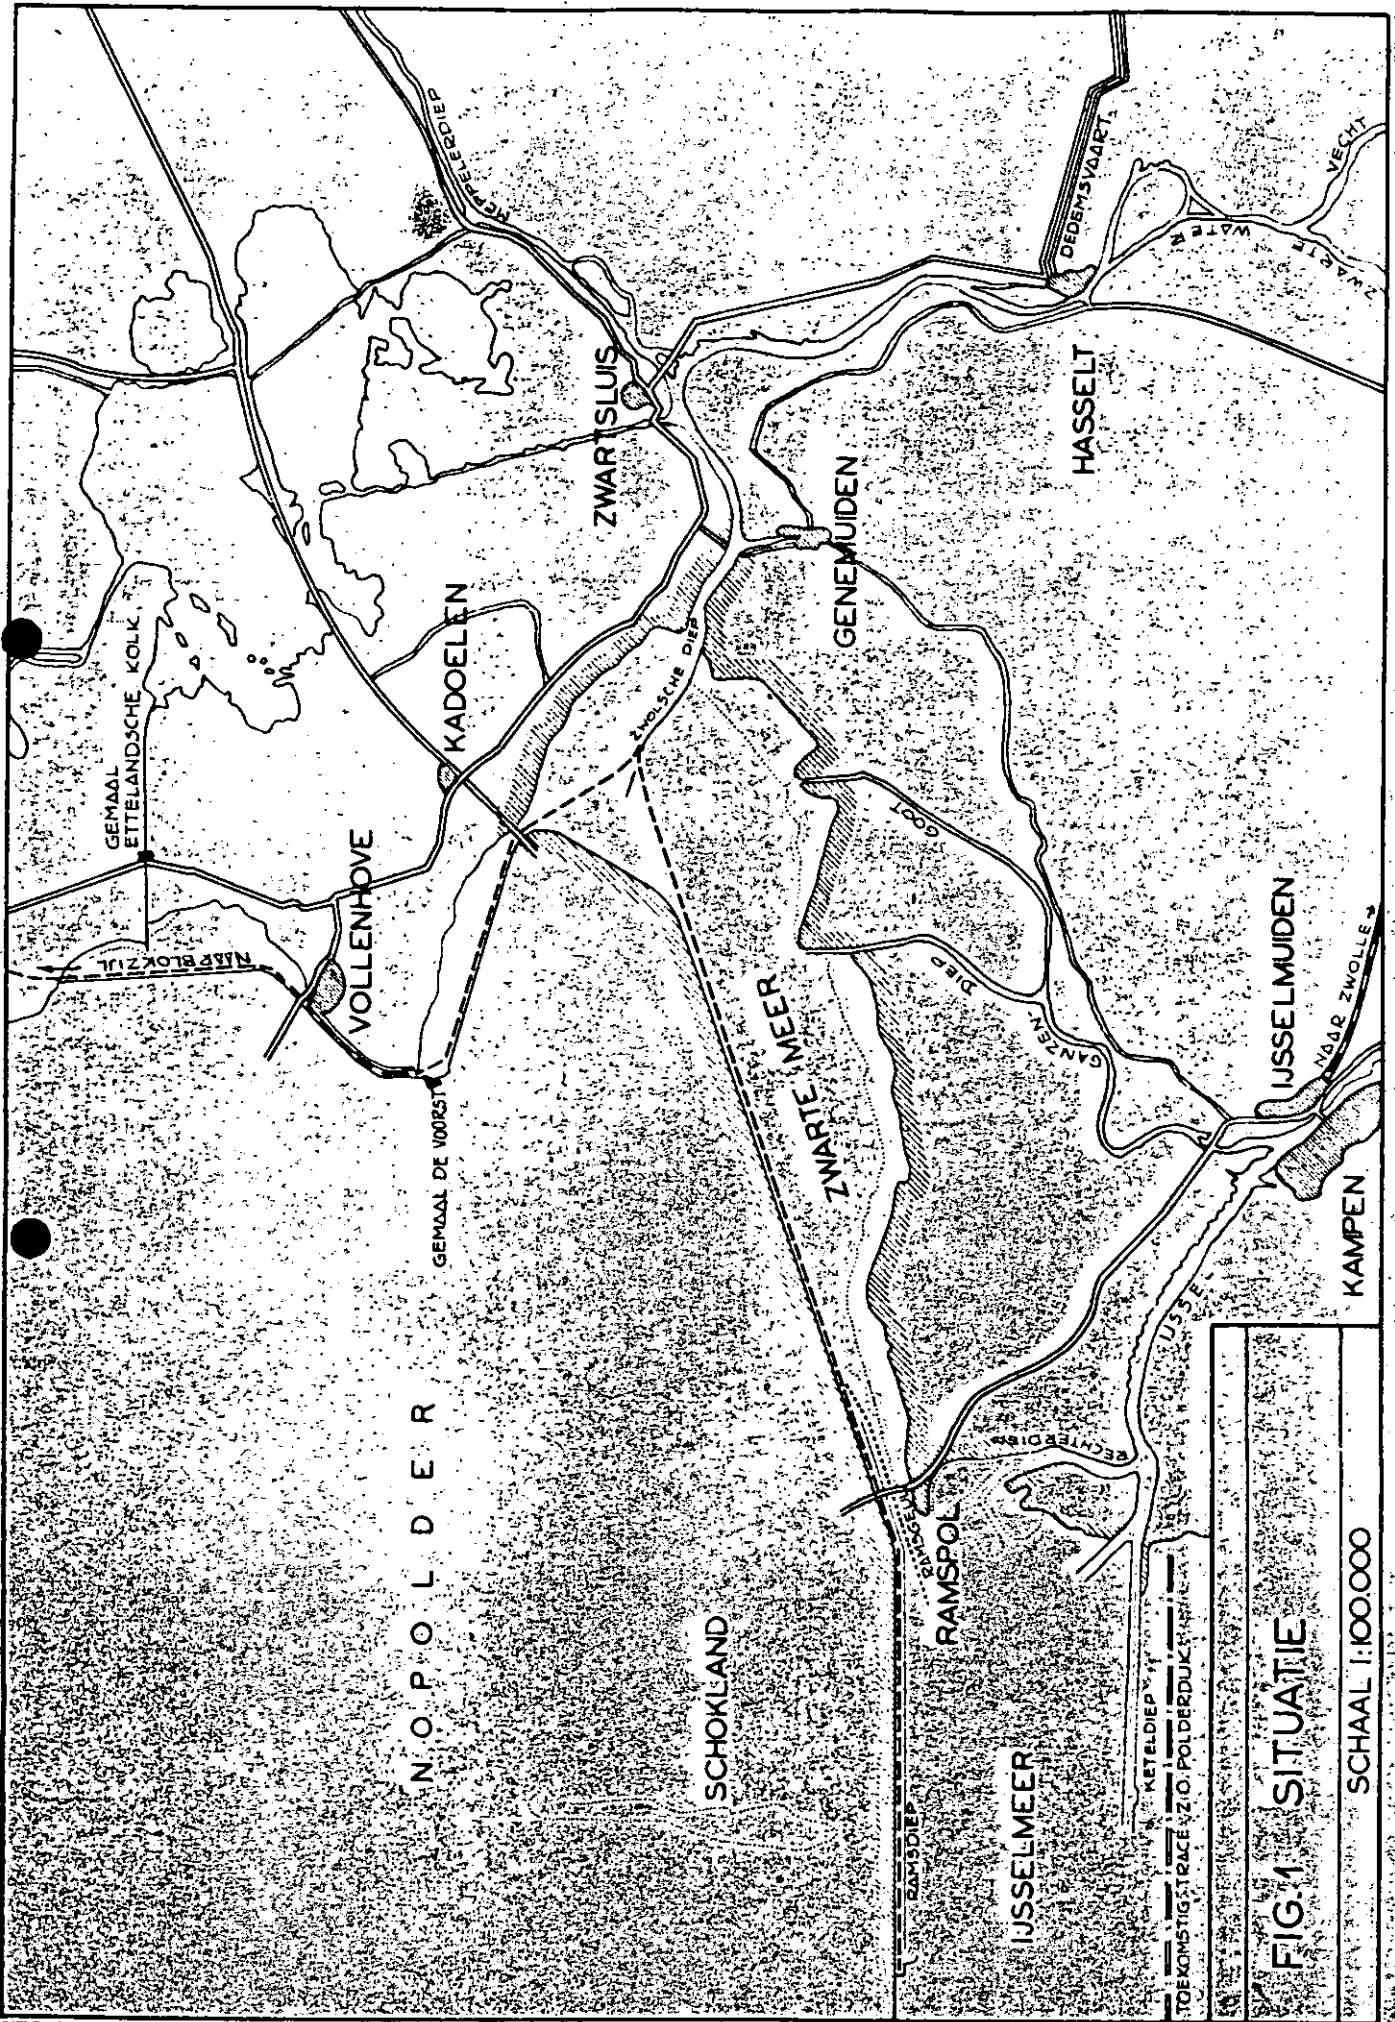 MEPPELERDIEP
DEDEMSVAART
VECHT
ZWARTE WATER
ZWARTSLUIS
HASSELT
GENEMUIDEN
KADOELEN
GEMAAL
ETTELANDSCHE KOLK
ZWOLSCHE DIEP
VOLLENHOVE
NAAR BLOKZIJL
GOOT
GANZEN DIEP
IJSSELMUIDEN
NAAR ZWOLLE
ZWARTE MEER
GEMAAL DE VOORST
KAMPEN
IJSSEL
N O P O L D E R
RECHTERDIEP
RAMSGEUL
RAMSPOL
SCHOKLAND
RAMSDIEP
IJSSELMEER
KETELDIEP
TOEKOMSTIG TRACE Z.O. POLDERDIJK
FIG. 1 SITUATIE
SCHAAL 1:100.000